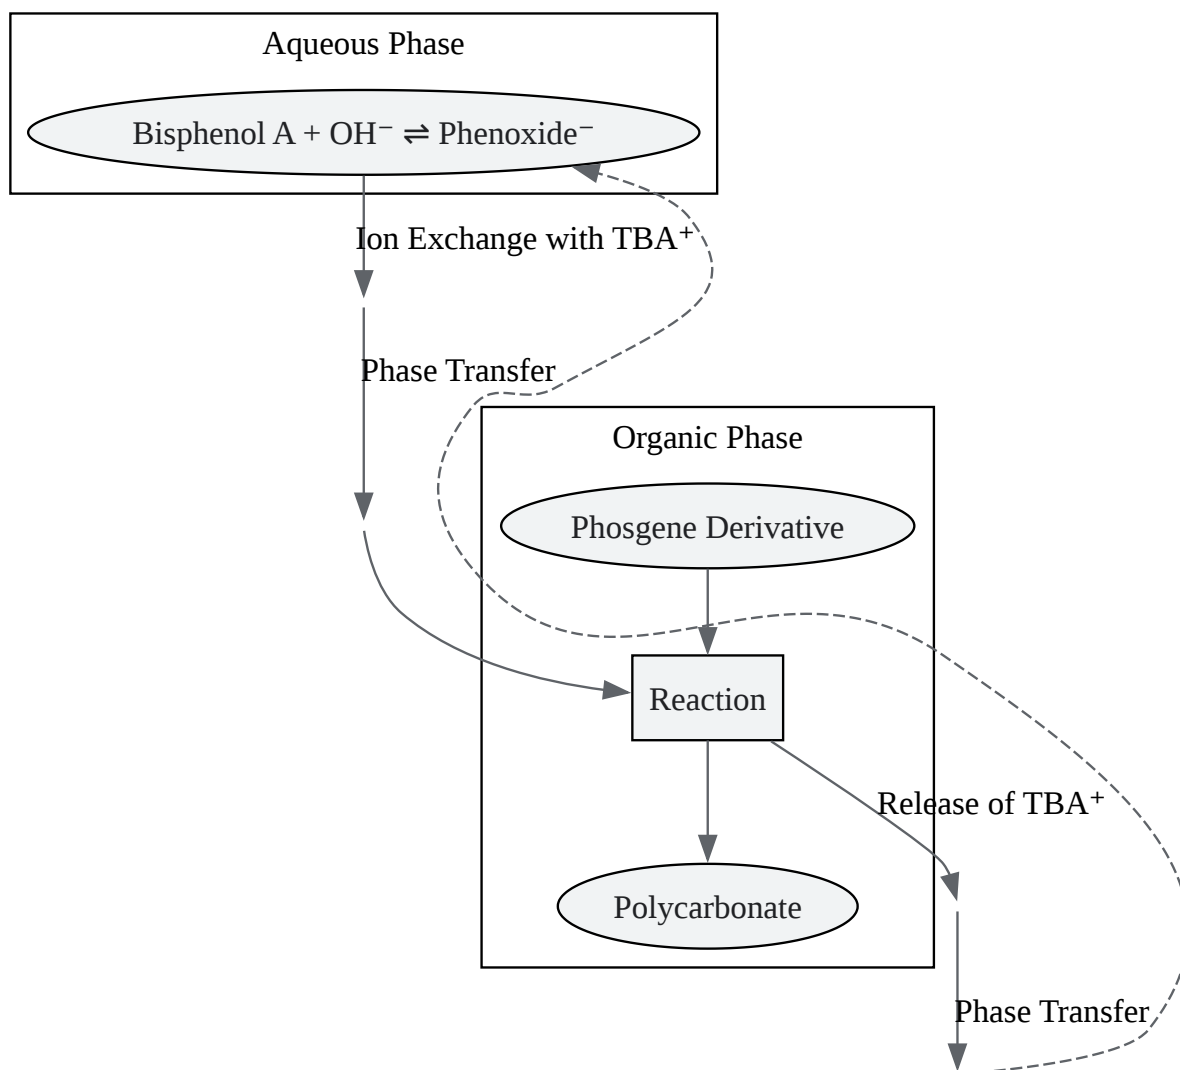 Aqueous Phase
Bisphenol A + OH⁻ ⇌ Phenoxide⁻
Ion Exchange with TBA⁺
Phase Transfer
Organic Phase
Phosgene Derivative
Reaction
Release of TBA⁺
Polycarbonate
Phase Transfer